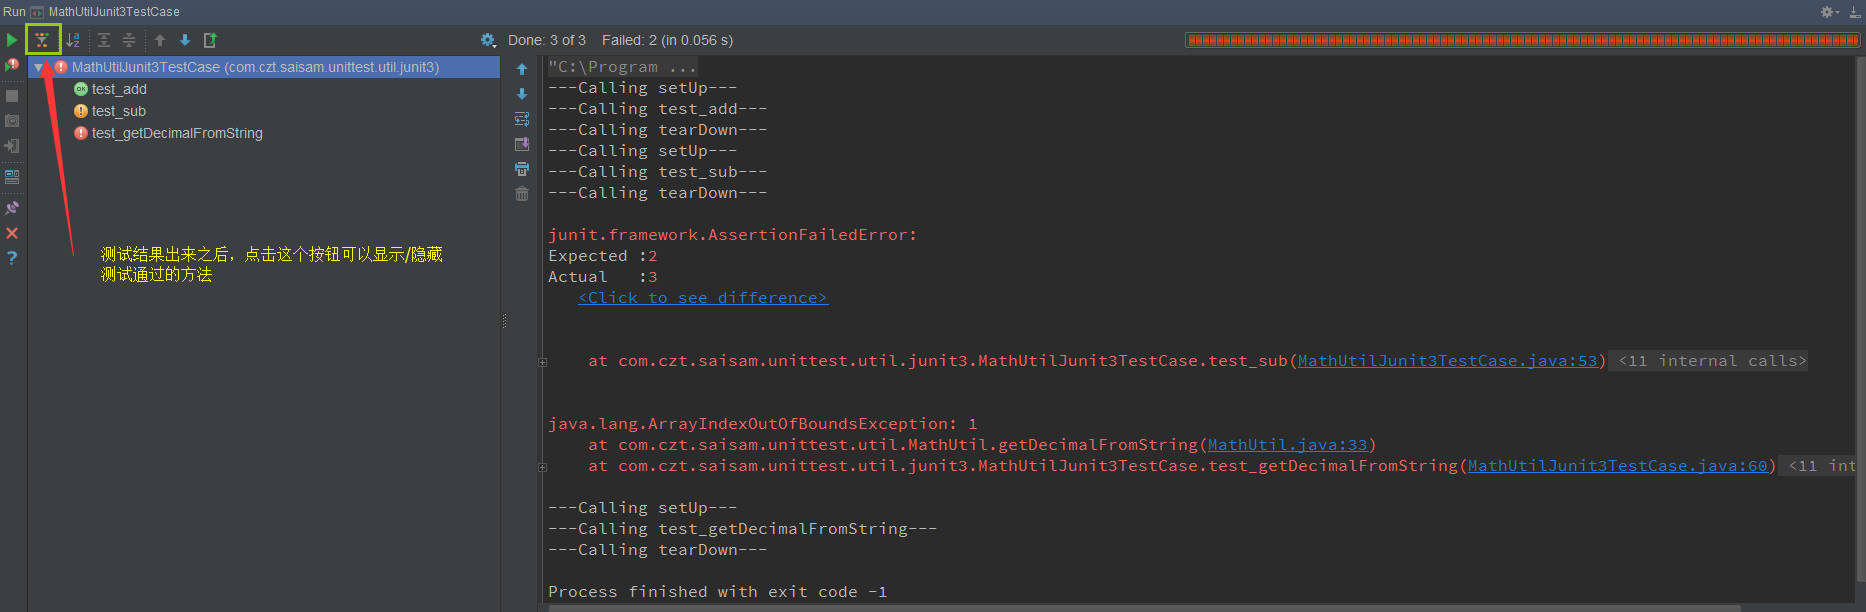 Run MathUtilJunit3TestCase
Done: 3 of 3 Failed: 2 (in 0.056 s)
MathUtilJunit3TestCase (com.czt.saisam.unittest.util.junit3)
test_add
test_sub
test_getDecimalFromString
测试结果出来之后，点击这个按钮可以显示/隐藏
测试通过的方法
"C:\Program ...
---Calling setUp---
---Calling test_add---
---Calling tearDown---
---Calling setUp---
---Calling test_sub---
---Calling tearDown---
junit.framework.AssertionFailedError:
Expected :2
Actual   :3
<Click to see difference>
at com.czt.saisam.unittest.util.junit3.MathUtilJunit3TestCase.test_sub(MathUtilJunit3TestCase.java:53) <11 internal calls>
java.lang.ArrayIndexOutOfBoundsException: 1
at com.czt.saisam.unittest.util.MathUtil.getDecimalFromString(MathUtil.java:33)
at com.czt.saisam.unittest.util.junit3.MathUtilJunit3TestCase.test_getDecimalFromString(MathUtilJunit3TestCase.java:60) <11 int
---Calling setUp---
---Calling test_getDecimalFromString---
---Calling tearDown---
Process finished with exit code -1